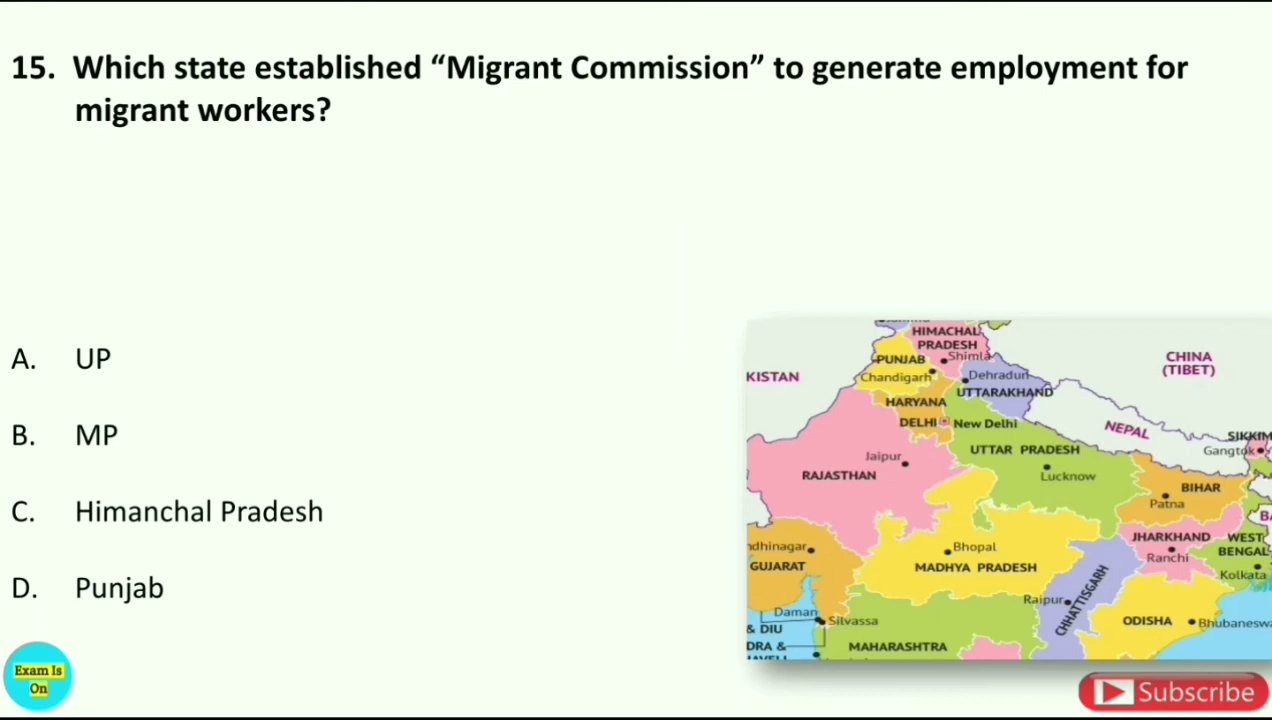 15. Which state established “Migrant Commission” to generate employment for
migrant workers?
A. UP
B. MP
C. Himanchal Pradesh
D. Punjab
HIMACHAL
PRADESH
Shimla
PUNJAB
Chandigarh
Dehradun
UTTARAKHAND
HARYANA
DELHI
New Delhi
KISTAN
CHINA
(TIBET)
NEPAL
SIKKIM
Gangtok
UTTAR PRADESH
Lucknow
Jaipur
RAJASTHAN
BIHAR
Patna
JHARKHAND
Ranchi
WEST
BENGAL
Kolkata
dhinagar
GUJARAT
Bhopal
MADHYA PRADESH
CHHATTISGARH
Raipur
Daman
Silvassa
& DIU
DRA &
MAHARASHTRA
ODISHA
Bhubaneswa
Exam Is
On
Subscribe